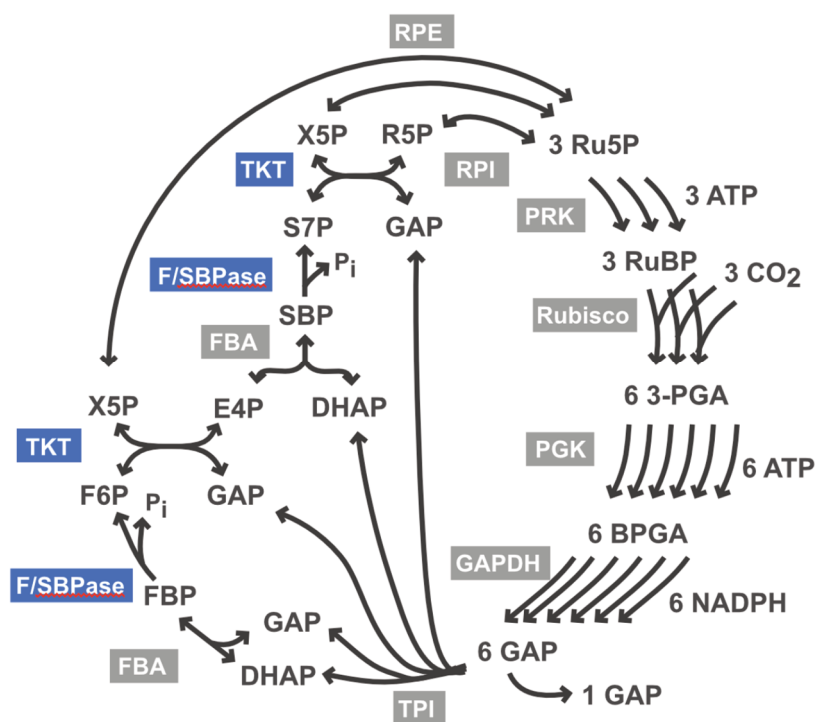 RPE
X5P
R5P
3 Ru5P
TKT
RPI
3 ATP
PRK
S7P
GAP
3 RuBP
3 CO2
F/SBPase
Pi
SBP
Rubisco
FBA
X5P
E4P
DHAP
6 3-PGA
TKT
PGK
6 ATP
F6P
Pi
GAP
6 BPGA
GAPDH
F/SBPase
FBP
6 NADPH
GAP
6 GAP
FBA
DHAP
1 GAP
TPI